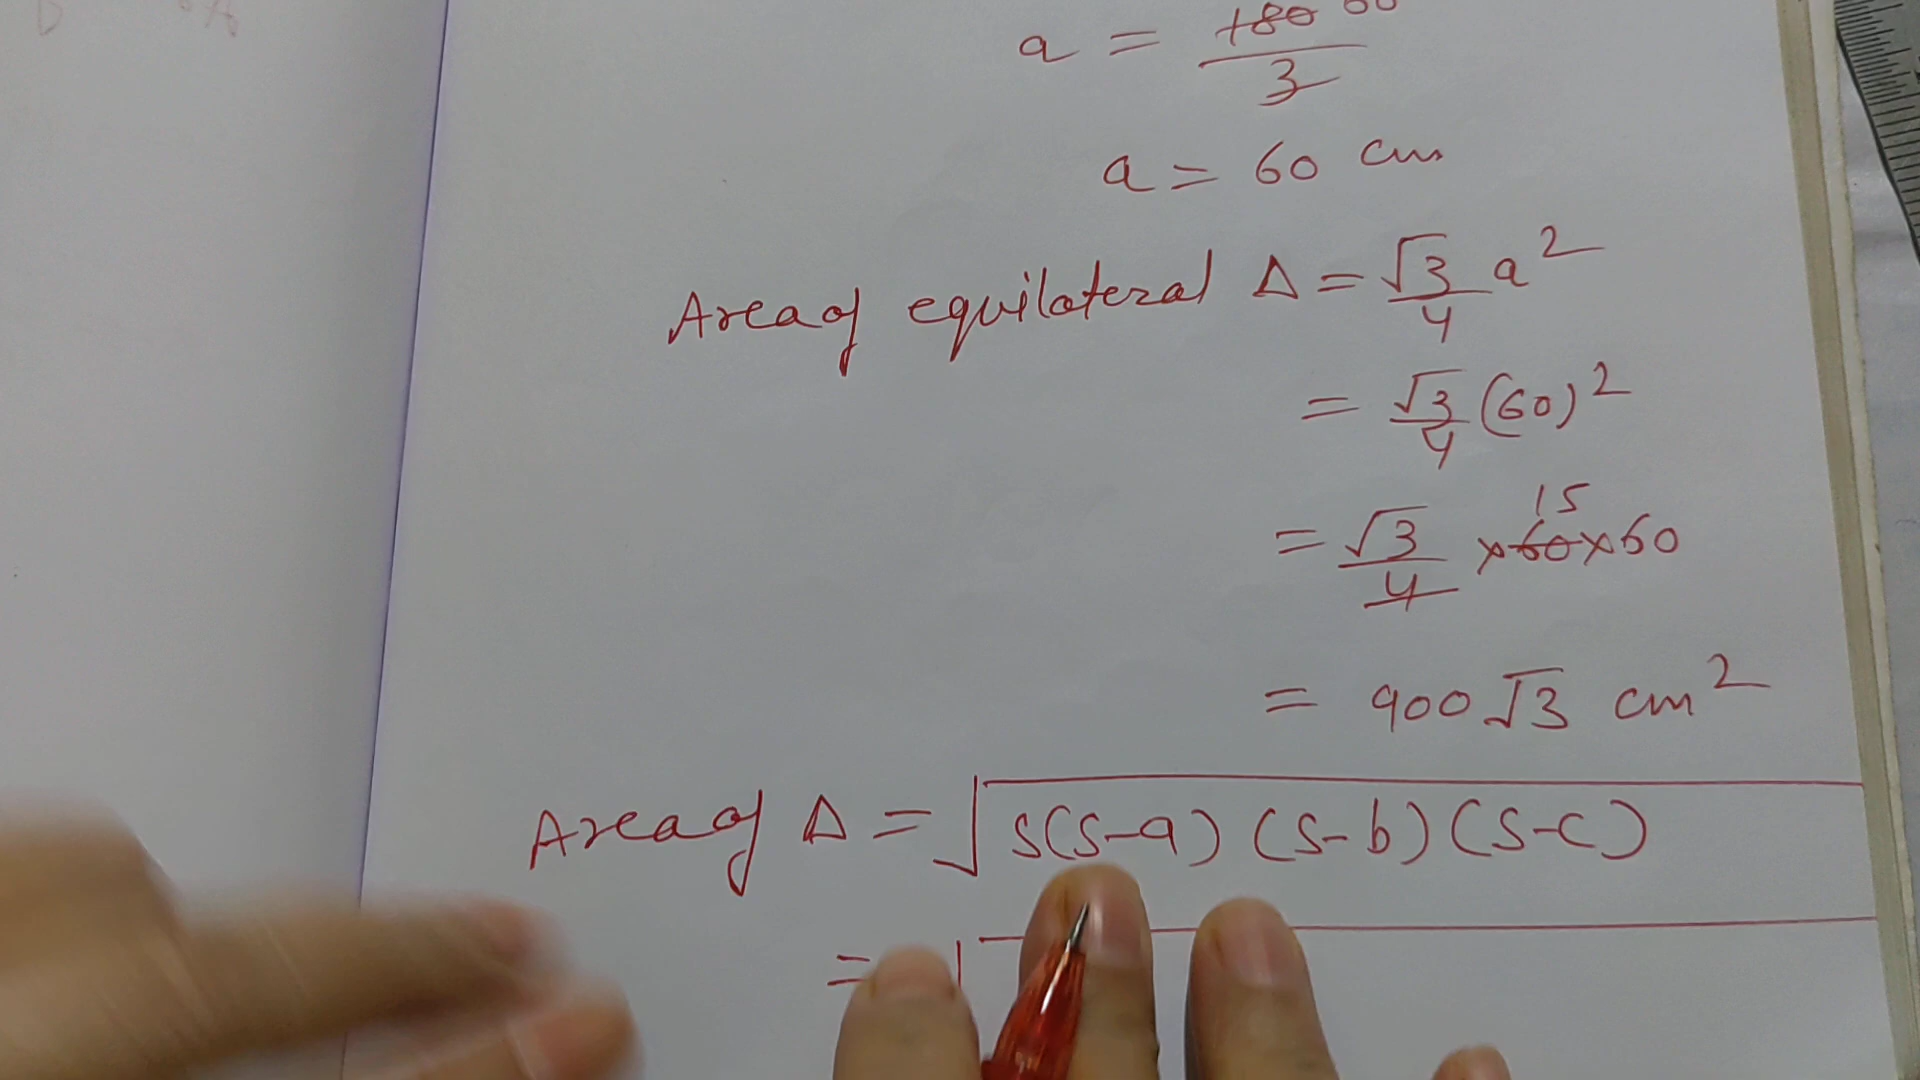 a = 180 60 / 3
a = 60 cm
Area of equilateral Δ = √3/4 a²
= √3/4 (60)²
= √3/4 × 60 × 60 15
= 900√3 cm²
Area of Δ = √s(s-a) (s-b) (s-c)
= √